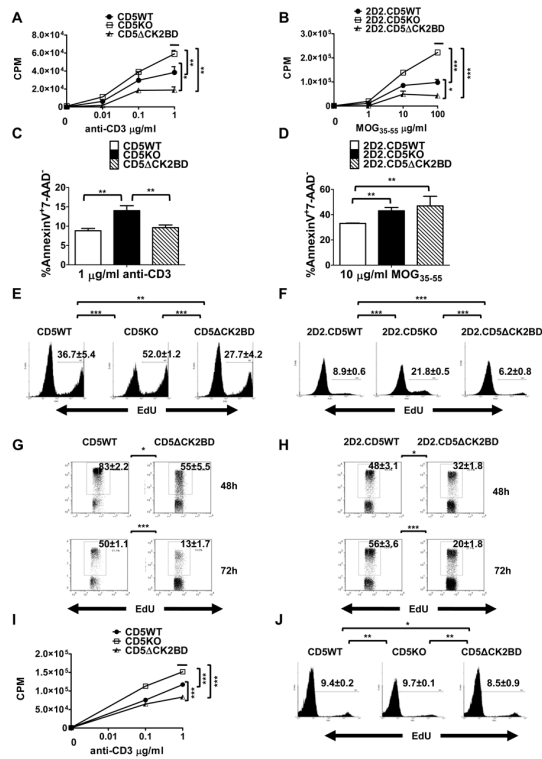 A
CD5WT
CD5KO
CD5ΔCK2BD
CPM
8.0×10⁴
6.0×10⁴
4.0×10⁴
2.0×10⁴
0
0 0.01 0.1 1
anti-CD3 μg/ml
**
*
**
B
2D2.CD5WT
2D2.CD5KO
2D2.CD5ΔCK2BD
CPM
3.0×10⁵
2.0×10⁵
1.0×10⁵
0
0 1 10 100
MOG35-55 μg/ml
***
*
***
C
CD5WT
CD5KO
CD5ΔCK2BD
%AnnexinV⁺7-AAD⁻
20
15
10
5
0
** **
1 μg/ml anti-CD3
D
2D2.CD5WT
2D2.CD5KO
2D2.CD5ΔCK2BD
%AnnexinV⁺7-AAD⁻
60
40
20
0
**
**
10 μg/ml MOG35-55
E
**
*** ***
CD5WT CD5KO CD5ΔCK2BD
36.7±5.4 52.0±1.2 27.7±4.2
EdU
F
***
*** ***
2D2.CD5WT 2D2.CD5KO 2D2.CD5ΔCK2BD
8.9±0.6 21.8±0.5 6.2±0.8
EdU
G
CD5WT * CD5ΔCK2BD
83±2.2 55±5.5
48h
***
50±1.1 13±1.7
72h
EdU
H
2D2.CD5WT 2D2.CD5ΔCK2BD
*
48±3.1 32±1.8
48h
***
56±3.6 20±1.8
72h
EdU
I
CD5WT
CD5KO
CD5ΔCK2BD
CPM
2.0×10⁵
1.5×10⁵
1.0×10⁵
5.0×10⁴
0
0 0.1 1
anti-CD3 μg/ml
***
***
***
J
*
** **
CD5WT CD5KO CD5ΔCK2BD
9.4±0.2 9.7±0.1 8.5±0.9
EdU